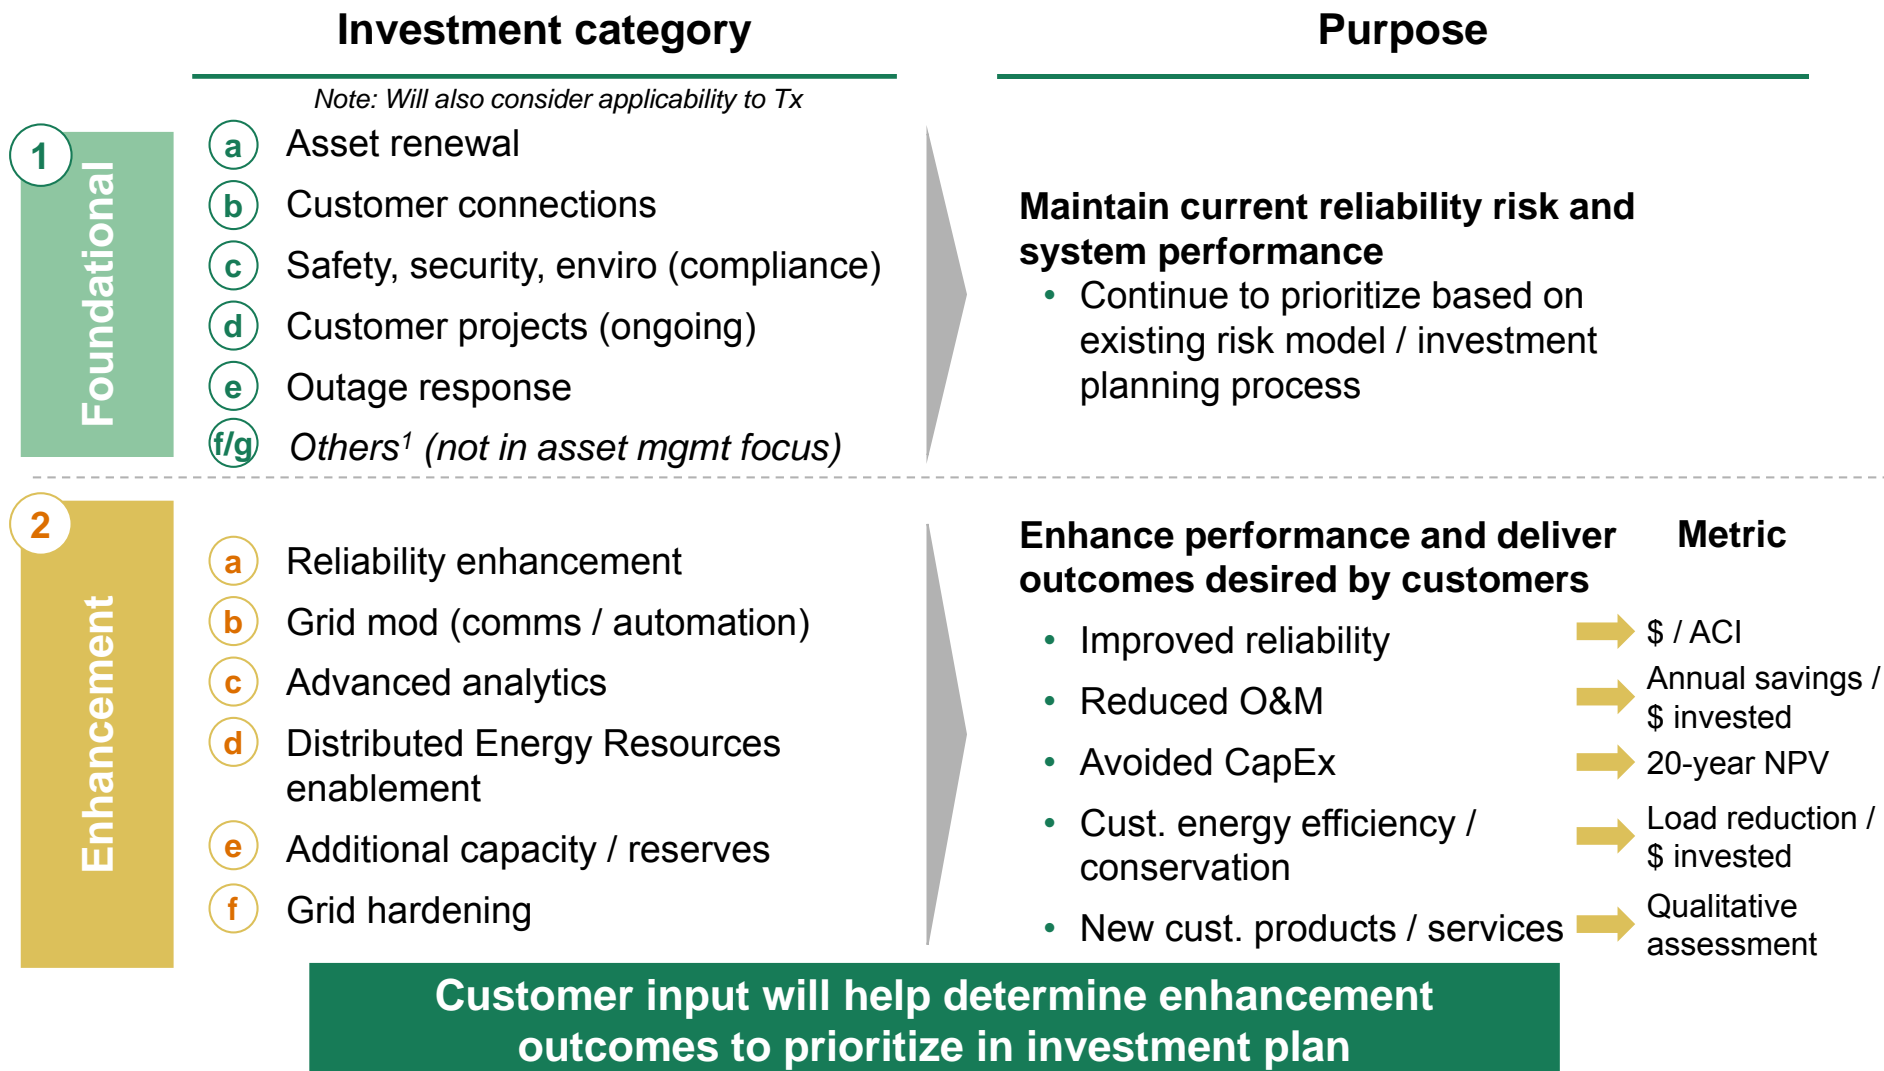 Investment category
Purpose
Note: Will also consider applicability to Tx
1
Foundational
a Asset renewal
b Customer connections
c Safety, security, enviro (compliance)
d Customer projects (ongoing)
e Outage response
f/g Others1 (not in asset mgmt focus)
Maintain current reliability risk and
system performance
• Continue to prioritize based on
existing risk model / investment
planning process
2
Enhancement
a Reliability enhancement
b Grid mod (comms / automation)
c Advanced analytics
d Distributed Energy Resources
enablement
e Additional capacity / reserves
f Grid hardening
Enhance performance and deliver
outcomes desired by customers
Metric
• Improved reliability
$ / ACI
• Reduced O&M
Annual savings /
$ invested
• Avoided CapEx
20-year NPV
• Cust. energy efficiency /
conservation
Load reduction /
$ invested
• New cust. products / services
Qualitative
assessment
Customer input will help determine enhancement
outcomes to prioritize in investment plan